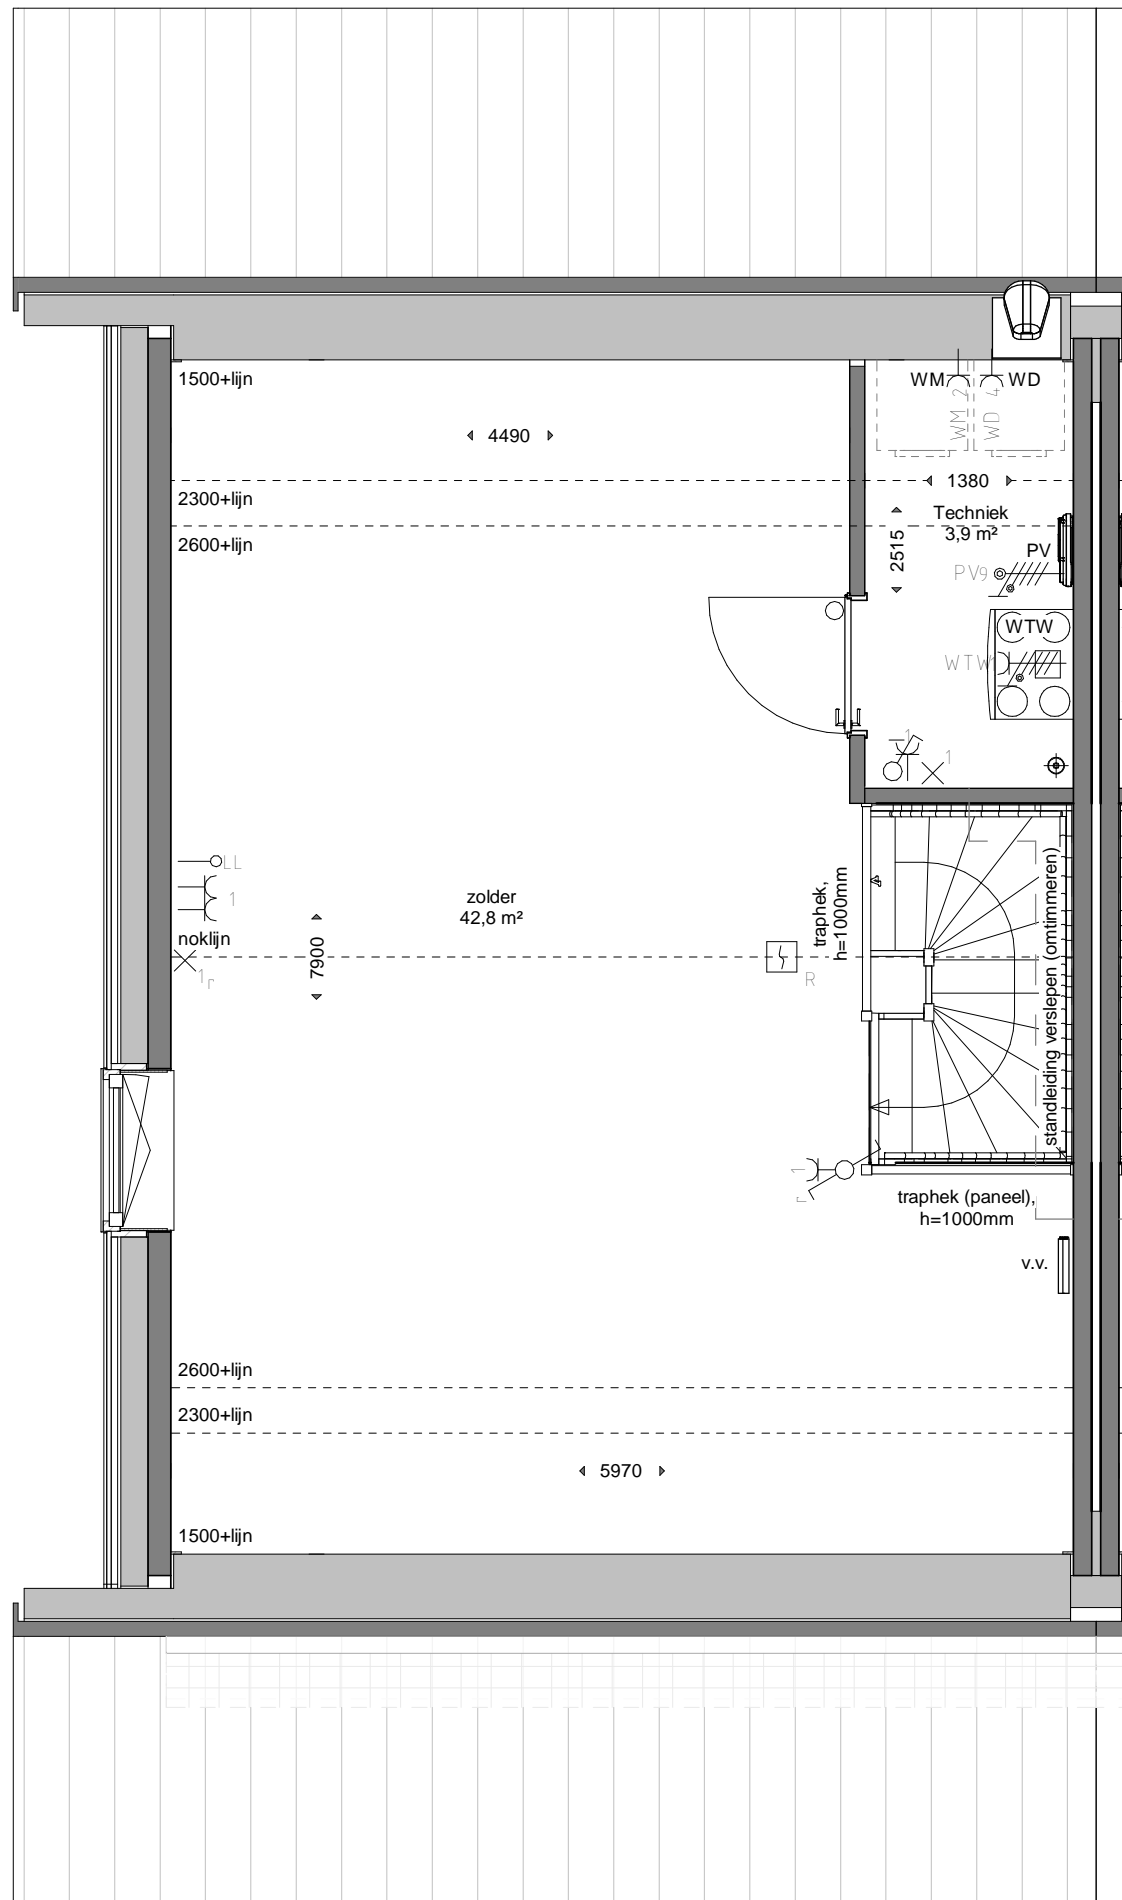 1500+lijn
WM
WD
WM 2
WD 4
4490
1380
2300+lijn
Techniek
3,9 m²
2600+lijn
2515
PV
PV9
WTW
WTW
1
1
LL
1
zolder
42,8 m²
traphek,
h=1000mm
noklijn
7900
1r
R
standleiding verslepen (omtimmeren)
1
r
traphek (paneel),
h=1000mm
v.v.
2600+lijn
2300+lijn
5970
1500+lijn